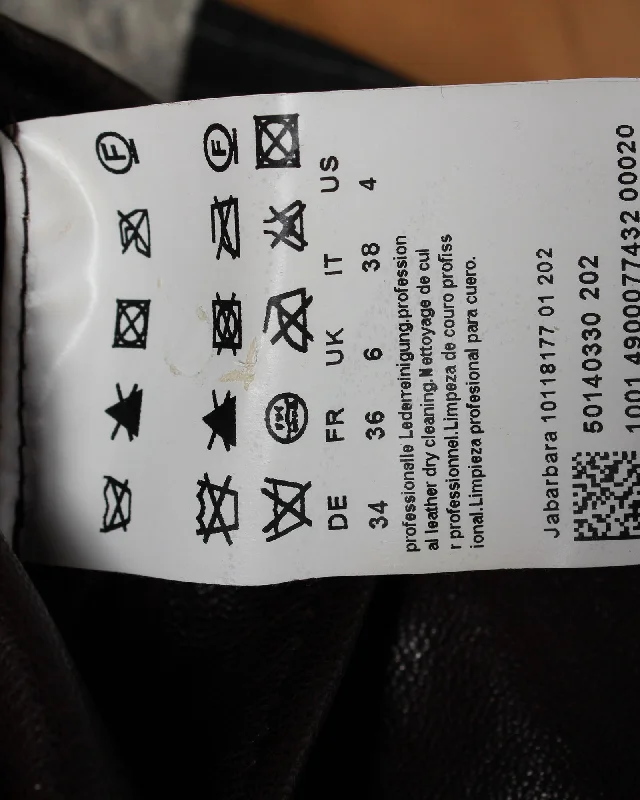 F
F
DE FR UK IT US
34 36 6 38 4
professionelle Lederreinigung.profession
al leather dry cleaning.Nettoyage de cui
r professionnel.Limpeza de couro profiss
ional.Limpieza profesional para cuero.
Jabarbara 10118177 01 202
50140330 202
1001 4900077432 00020